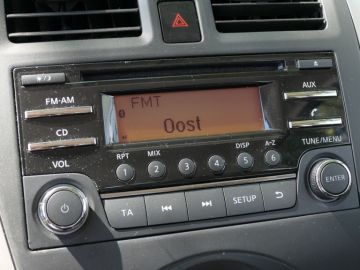 FM·AM
CD
VOL
FMT
Oost
AUX
TUNE/MENU
RPT MIX DISP A-Z
1 2 3 4 5 6
TA SETUP
ENTER